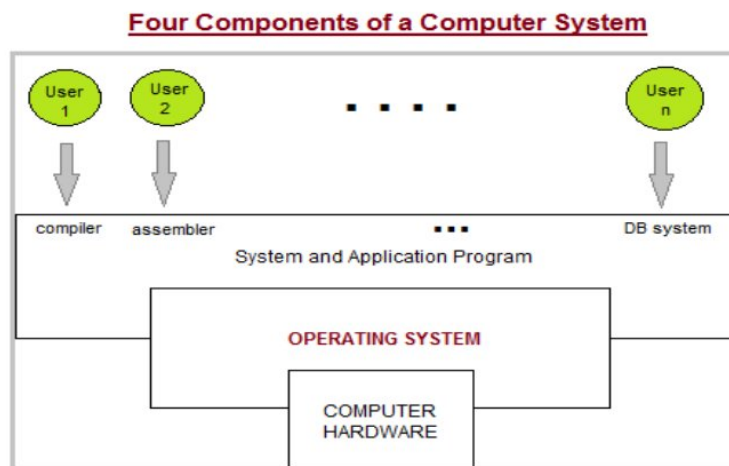 Four Components of a Computer System
User 1
User 2
. . . .
User n
compiler
assembler
...
DB system
System and Application Program
OPERATING SYSTEM
COMPUTER
HARDWARE